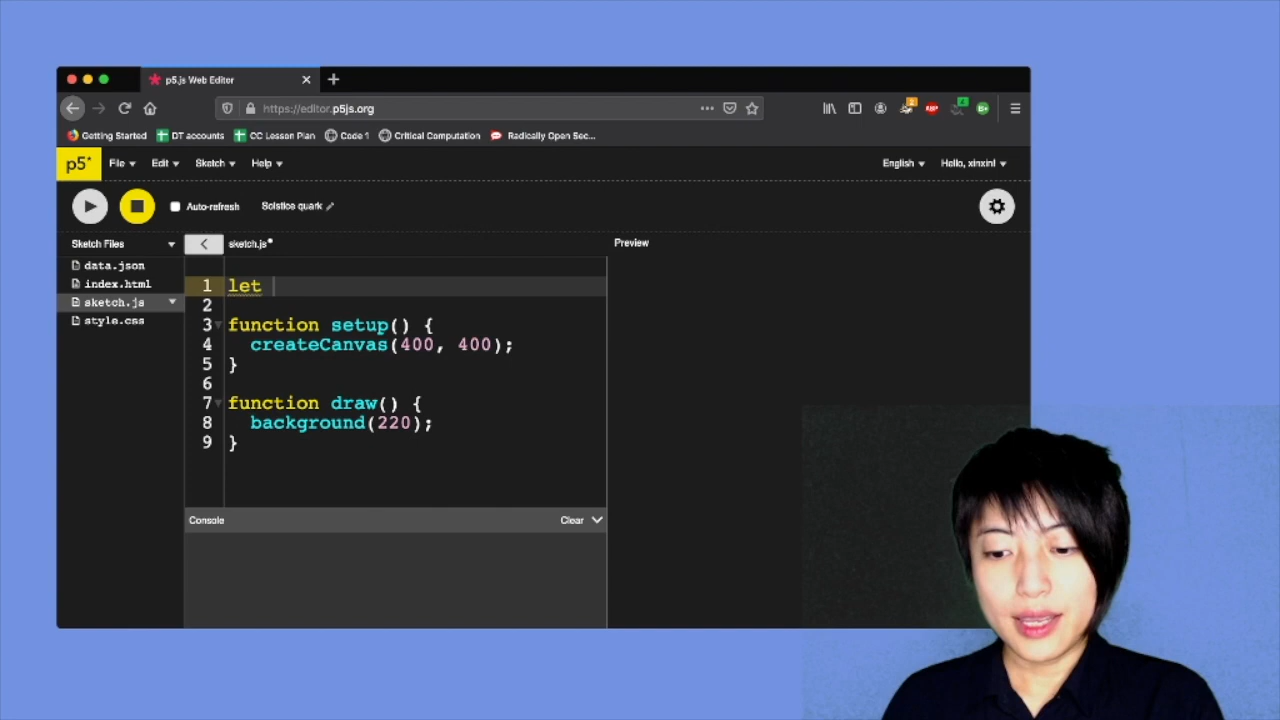 p5.js Web Editor
https://editor.p5js.org
Getting Started DT accounts CC Lesson Plan Code 1 Critical Computation Radically Open Sec...
p5* File Edit Sketch Help English Hello, xinxin!
Auto-refresh Solstice quark
Sketch Files sketch.js* Preview
data.json
index.html
sketch.js
style.css
1 let
2
3 function setup() {
4 createCanvas(400, 400);
5 }
6
7 function draw() {
8 background(220);
9 }
Console Clear